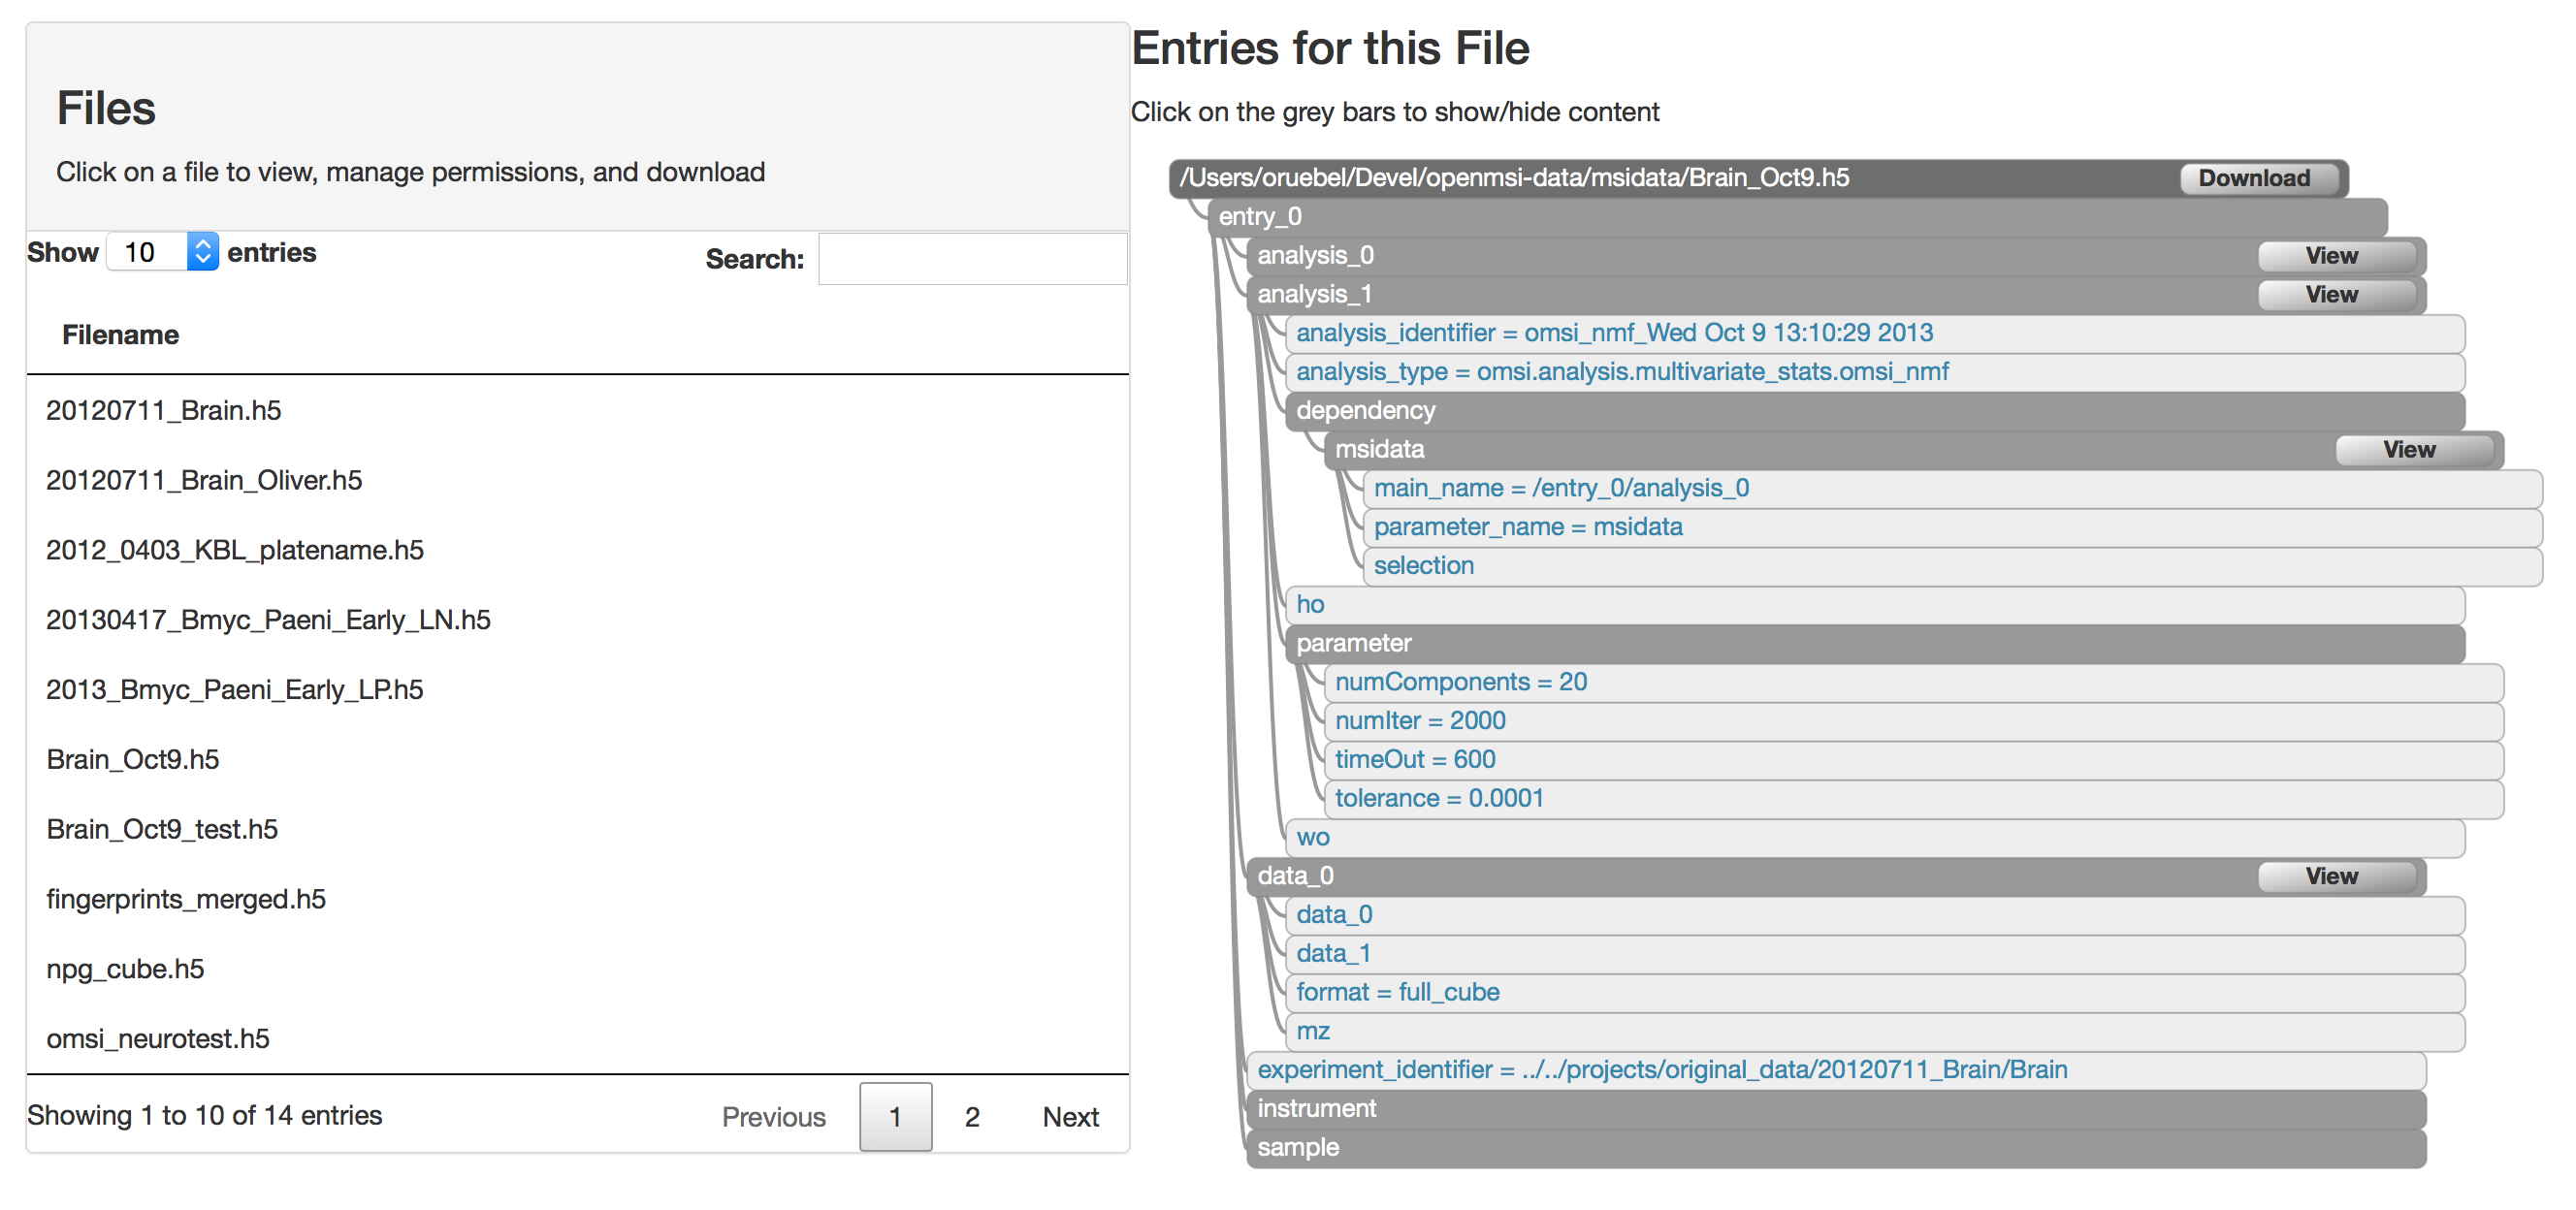 Files
Click on a file to view, manage permissions, and download
Show 10 entries
Search:
Filename
20120711_Brain.h5
20120711_Brain_Oliver.h5
2012_0403_KBL_platename.h5
20130417_Bmyc_Paeni_Early_LN.h5
2013_Bmyc_Paeni_Early_LP.h5
Brain_Oct9.h5
Brain_Oct9_test.h5
fingerprints_merged.h5
npg_cube.h5
omsi_neurotest.h5
Showing 1 to 10 of 14 entries
Previous 1 2 Next
Entries for this File
Click on the grey bars to show/hide content
/Users/oruebel/Devel/openmsi-data/msidata/Brain_Oct9.h5 Download
entry_0
analysis_0 View
analysis_1 View
analysis_identifier = omsi_nmf_Wed Oct 9 13:10:29 2013
analysis_type = omsi.analysis.multivariate_stats.omsi_nmf
dependency
msidata View
main_name = /entry_0/analysis_0
parameter_name = msidata
selection
ho
parameter
numComponents = 20
numIter = 2000
timeOut = 600
tolerance = 0.0001
wo
data_0 View
data_0
data_1
format = full_cube
mz
experiment_identifier = ../../projects/original_data/20120711_Brain/Brain
instrument
sample